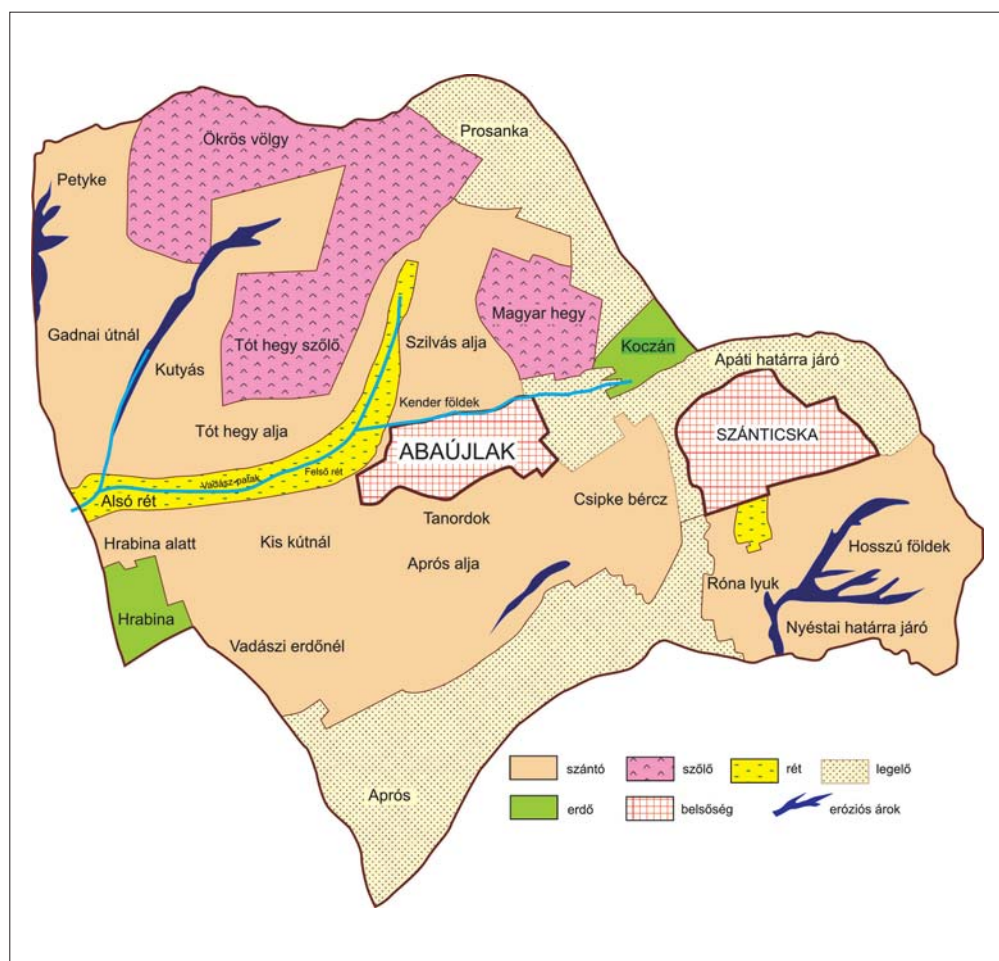 Ökrös völgy
Prosanka
Petyke
Gadnai útnál
Kutyás
Tót hegy szőlő
Szilvás alja
Magyar hegy
Koczán
Apáti határra járó
Kender földek
Tót hegy alja
ABAÚJLAK
SZÁNTICSKA
Felső rét
Vadász-patak
Alsó rét
Csipke bércz
Tanordok
Hrabina alatt
Kis kútnál
Aprós alja
Hosszú földek
Róna lyuk
Hrabina
Nyéstai határra járó
Vadászi erdőnél
Aprós
szántó
szőlő
rét
legelő
erdő
belsőség
eróziós árok